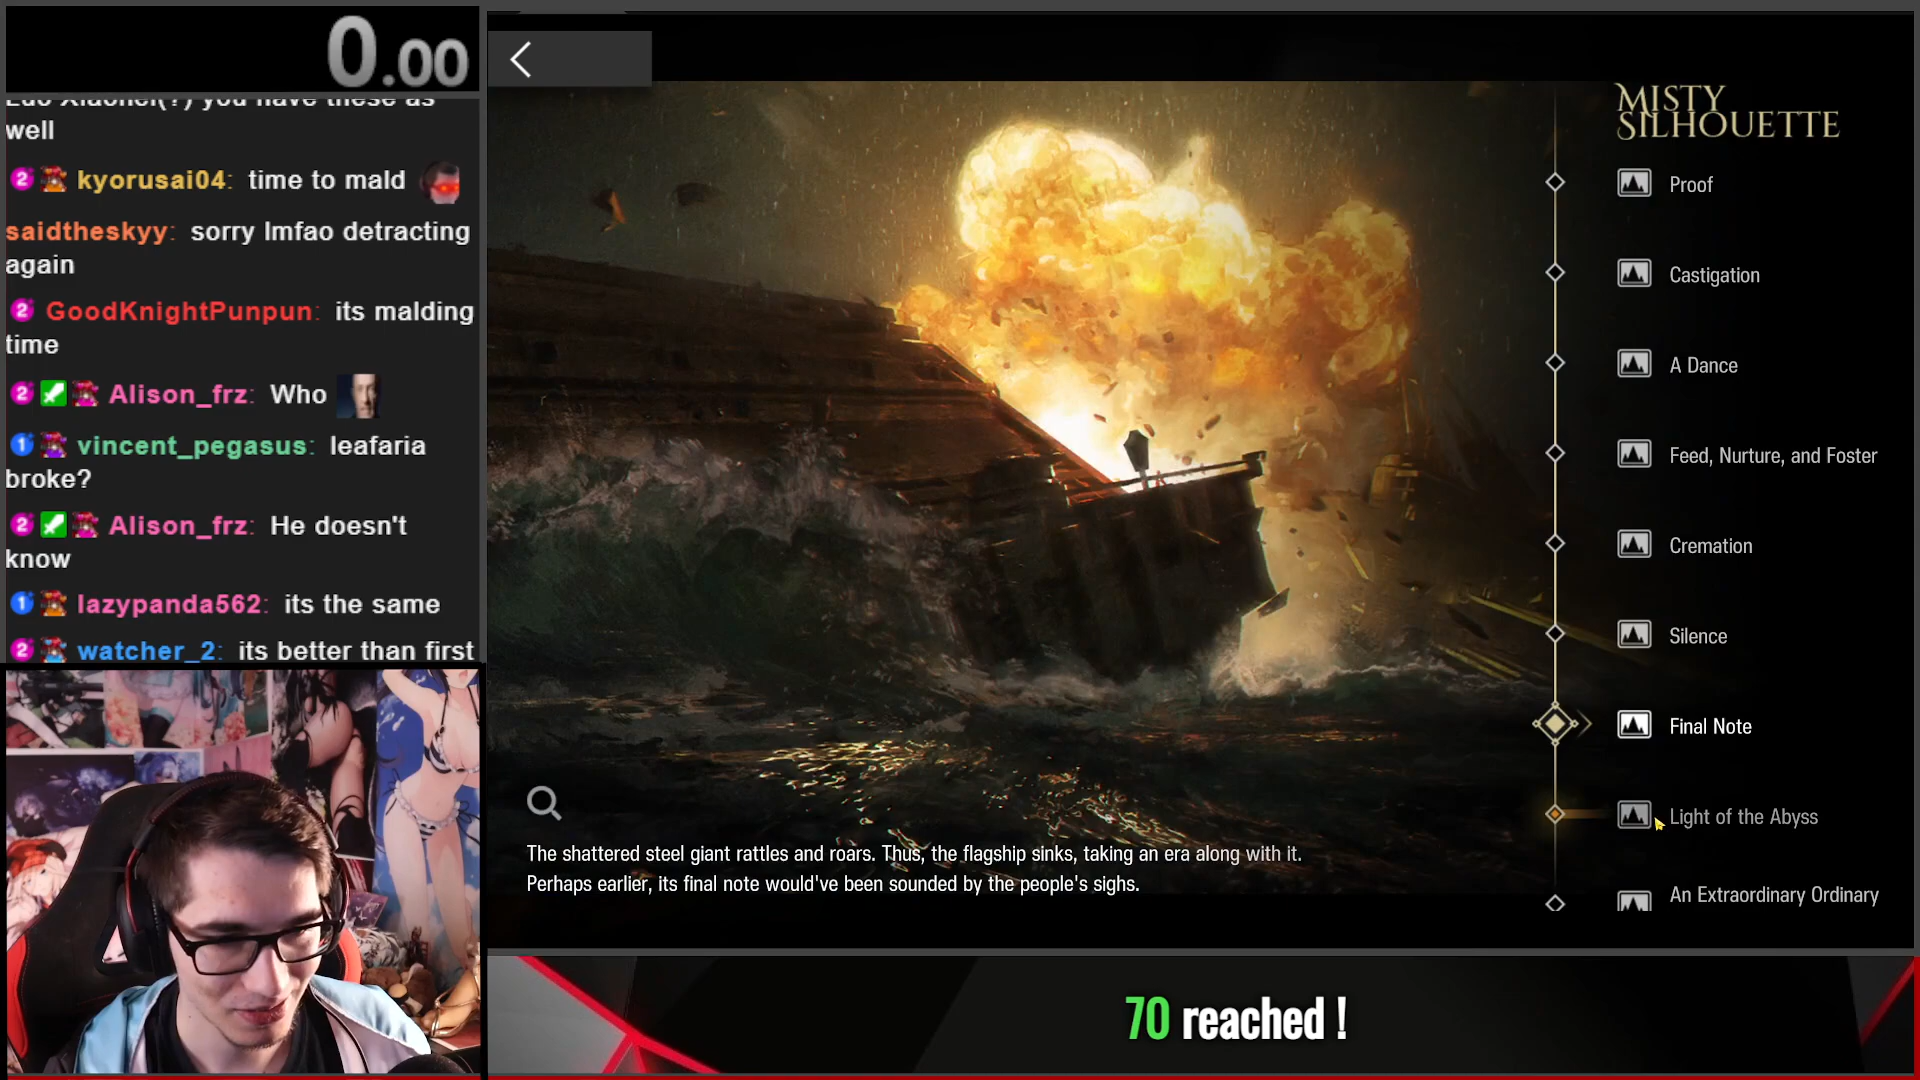 0.00
you have these as
well
kyorusai04: time to mald
saidtheskyy: sorry lmfao detracting
again
GoodKnightPunpun: its malding
time
Alison_frz: Who
vincent_pegasus: leafaria
broke?
Alison_frz: He doesn't
know
lazypanda562: its the same
watcher_2: its better than first
MISTY
SILHOUETTE
Proof
Castigation
A Dance
Feed, Nurture, and Foster
Cremation
Silence
Final Note
Light of the Abyss
An Extraordinary Ordinary
The shattered steel giant rattles and roars. Thus, the flagship sinks, taking an era along with it.
Perhaps earlier, its final note would've been sounded by the people's sighs.
70 reached !